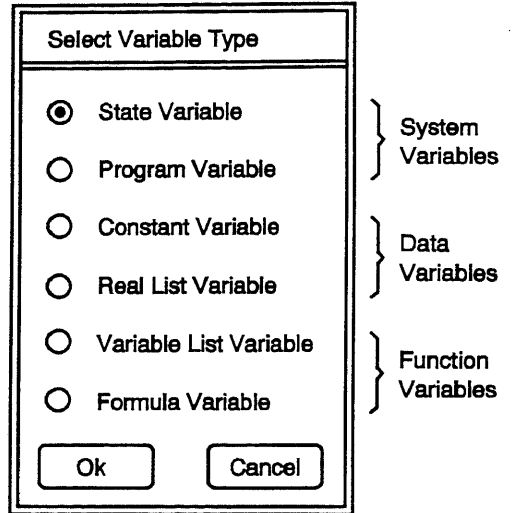 Select Variable Type
State Variable
Program Variable
System
Variables
Constant Variable
Real List Variable
Data
Variables
Variable List Variable
Formula Variable
Function
Variables
Ok
Cancel